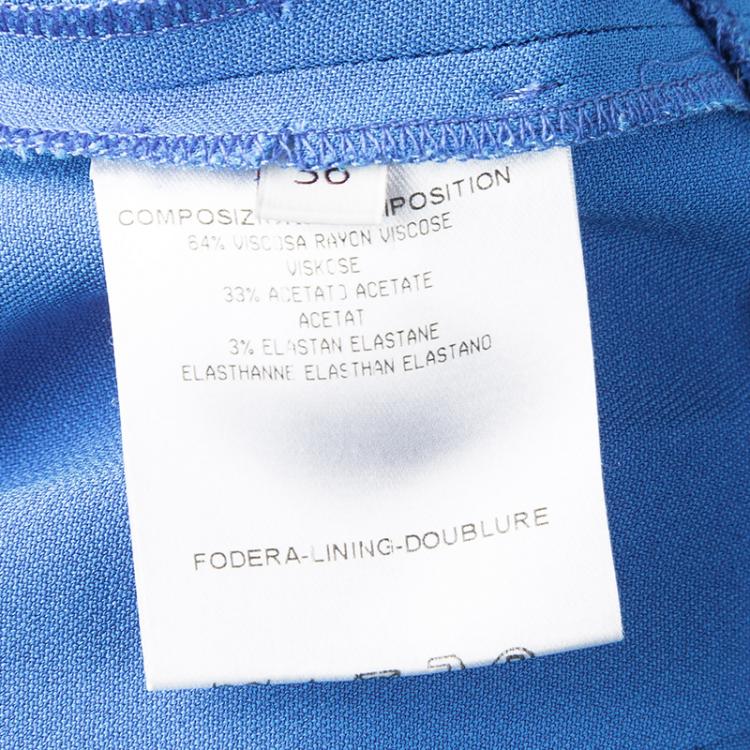 38
COMPOSIZ POSITION
64% VISCOSA RAYON VISCOSE
VISKOSE
33% ACETATO ACETATE
ACETAT
3% ELASTAN ELASTANE
ELASTHANNE ELASTHAN ELASTANO
FODERA-LINING-DOUBLURE